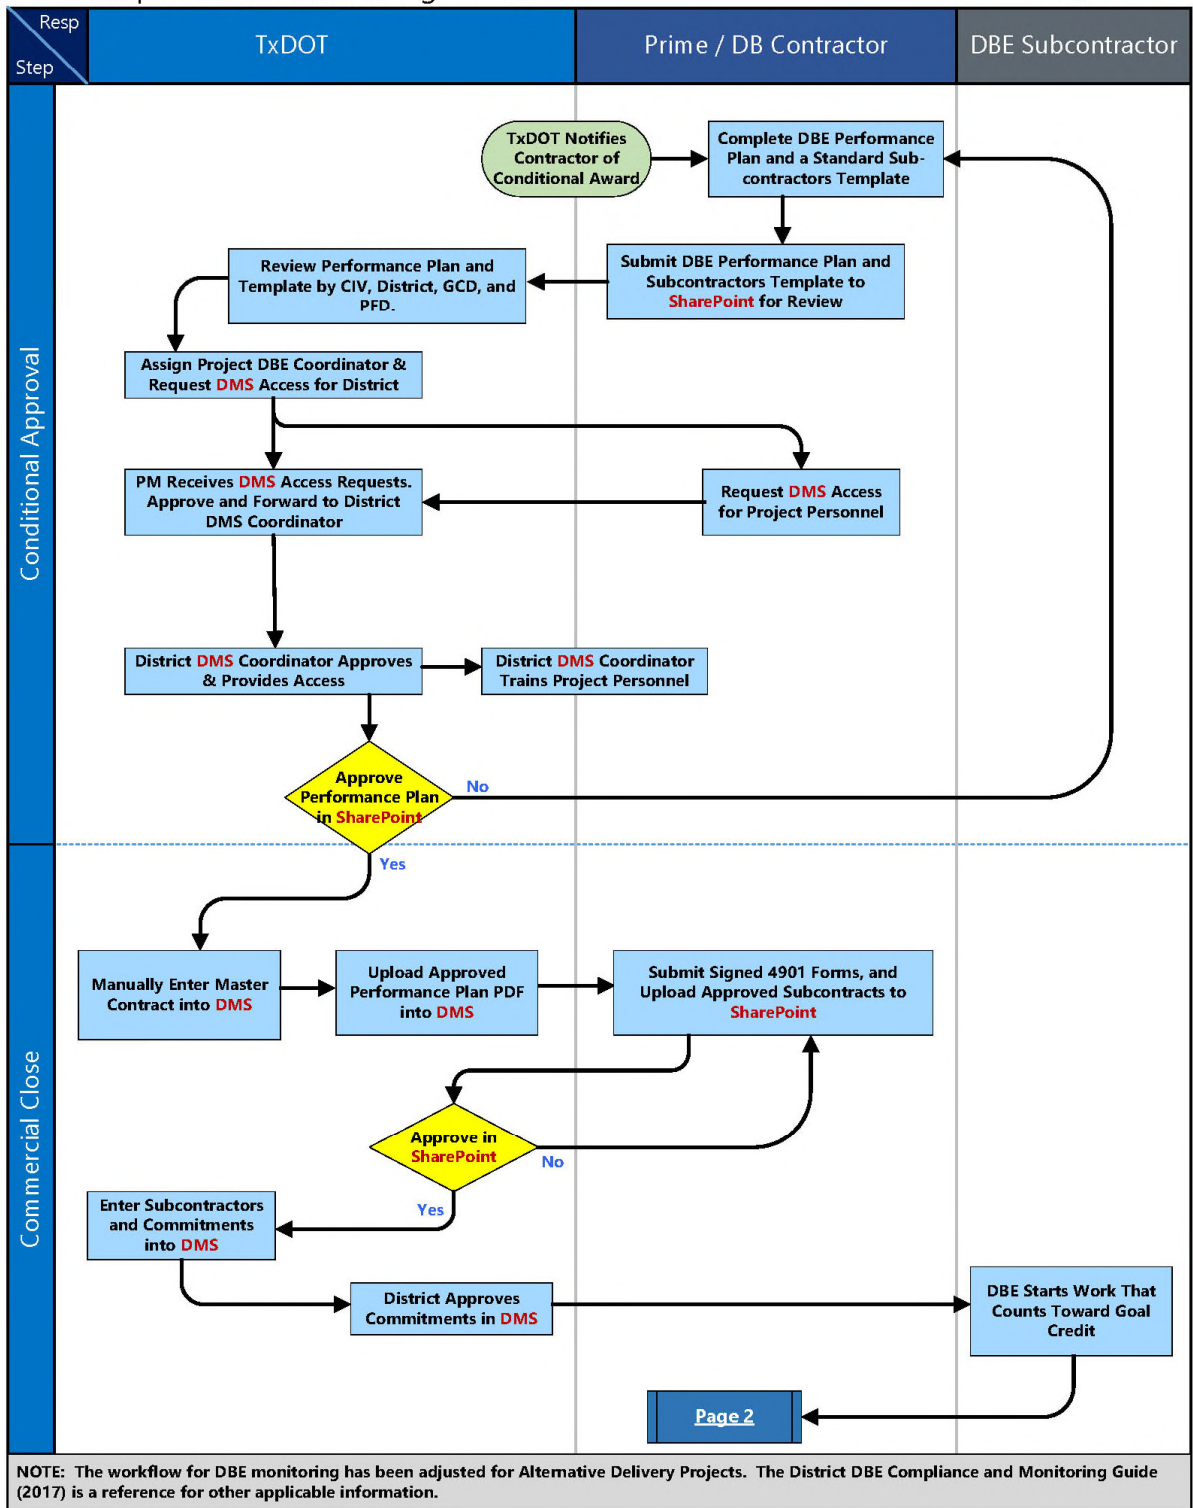 Resp
Step
TxDOT
Prime / DB Contractor
DBE Subcontractor
Conditional Approval
TxDOT Notifies
Contractor of
Conditional Award
Complete DBE Performance
Plan and a Standard Sub-
contractors Template
Submit DBE Performance Plan and
Subcontractors Template to
SharePoint for Review
Review Performance Plan and
Template by CIV, District, GCD, and
PFD.
Assign Project DBE Coordinator &
Request DMS Access for District
PM Receives DMS Access Requests.
Approve and Forward to District
DMS Coordinator
Request DMS Access
for Project Personnel
District DMS Coordinator Approves
& Provides Access
District DMS Coordinator
Trains Project Personnel
Approve
Performance Plan
in SharePoint
No
Yes
Commercial Close
Manually Enter Master
Contract into DMS
Upload Approved
Performance Plan PDF
into DMS
Submit Signed 4901 Forms, and
Upload Approved Subcontracts to
SharePoint
Approve in
SharePoint
No
Yes
Enter Subcontractors
and Commitments
into DMS
District Approves
Commitments in DMS
DBE Starts Work That
Counts Toward Goal
Credit
Page 2
NOTE: The workflow for DBE monitoring has been adjusted for Alternative Delivery Projects. The District DBE Compliance and Monitoring Guide
(2017) is a reference for other applicable information.